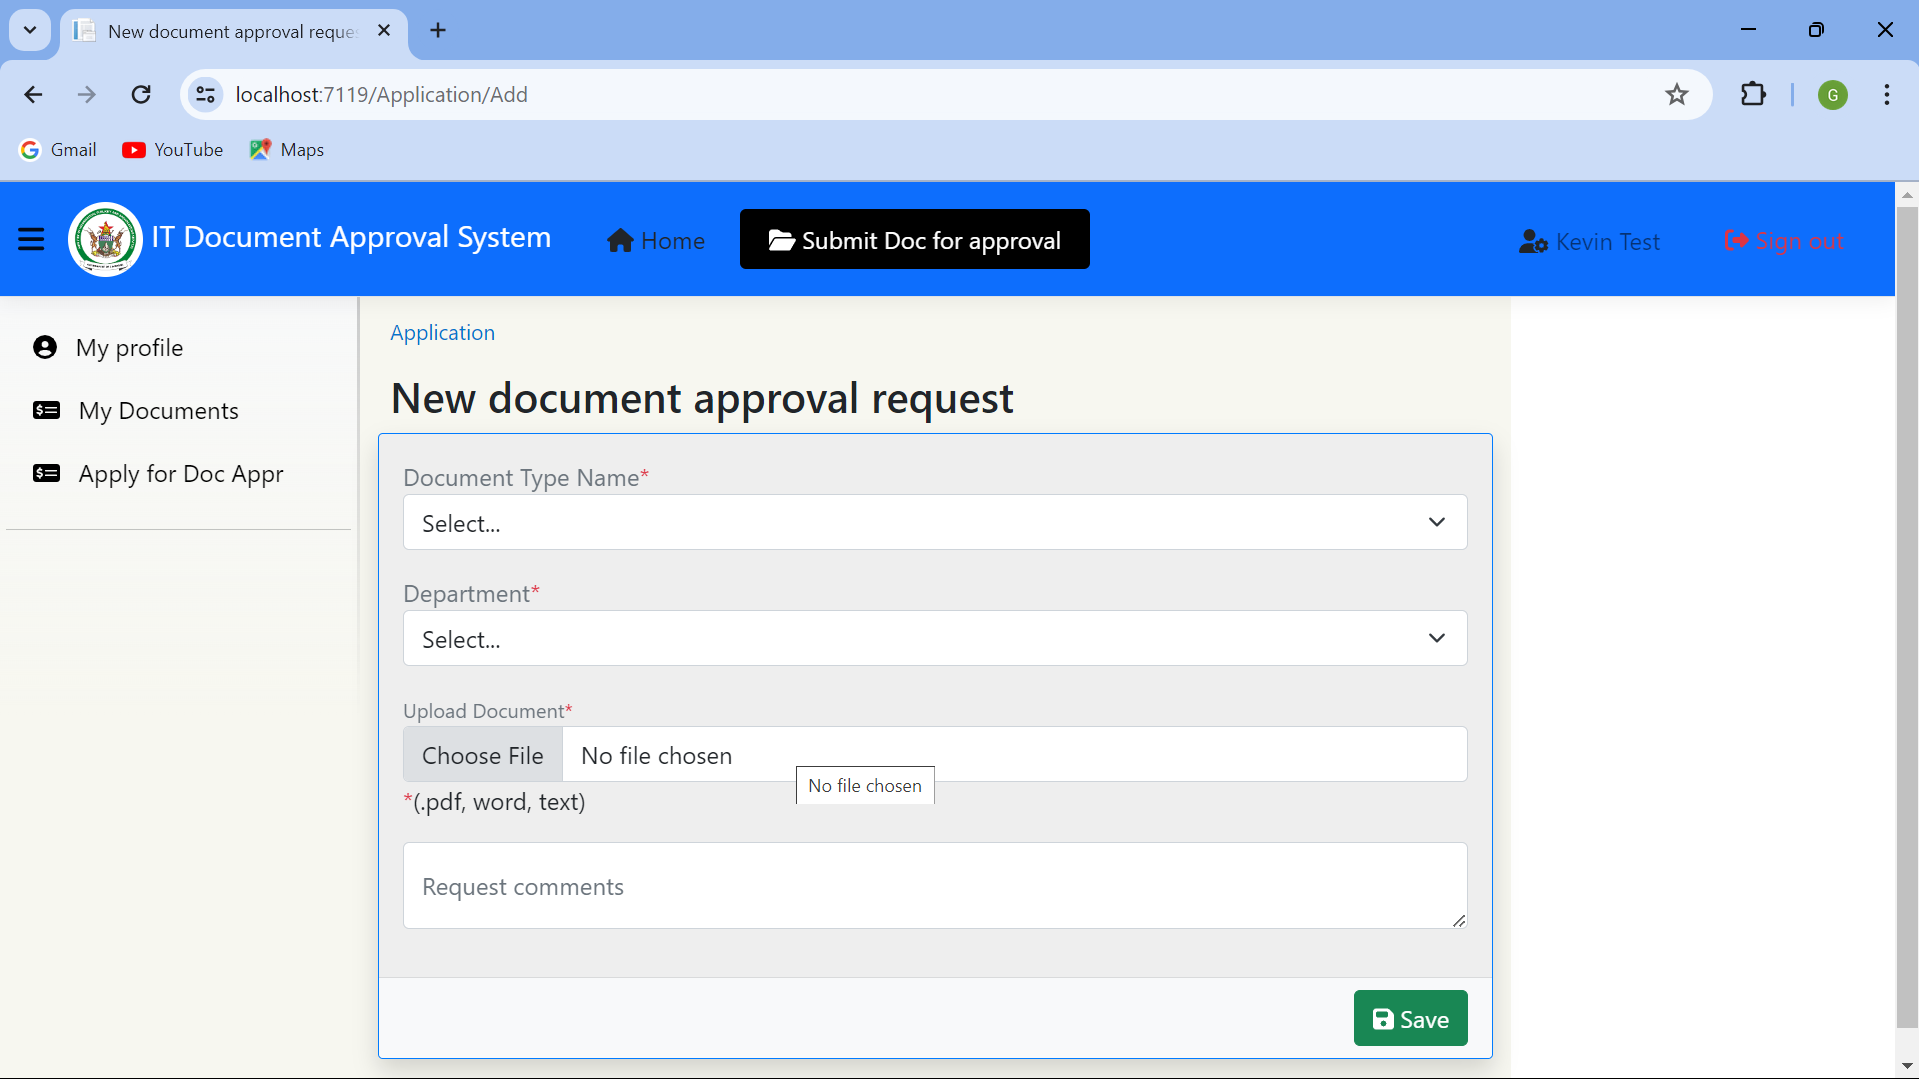 New document approval reques
localhost:7119/Application/Add
G
Gmail YouTube Maps
IT Document Approval System Home Submit Doc for approval Kevin Test Sign out
My profile
My Documents
Apply for Doc Appr
Application
New document approval request
Document Type Name*
Select...
Department*
Select...
Upload Document*
Choose File No file chosen
No file chosen
*(.pdf, word, text)
Request comments
Save